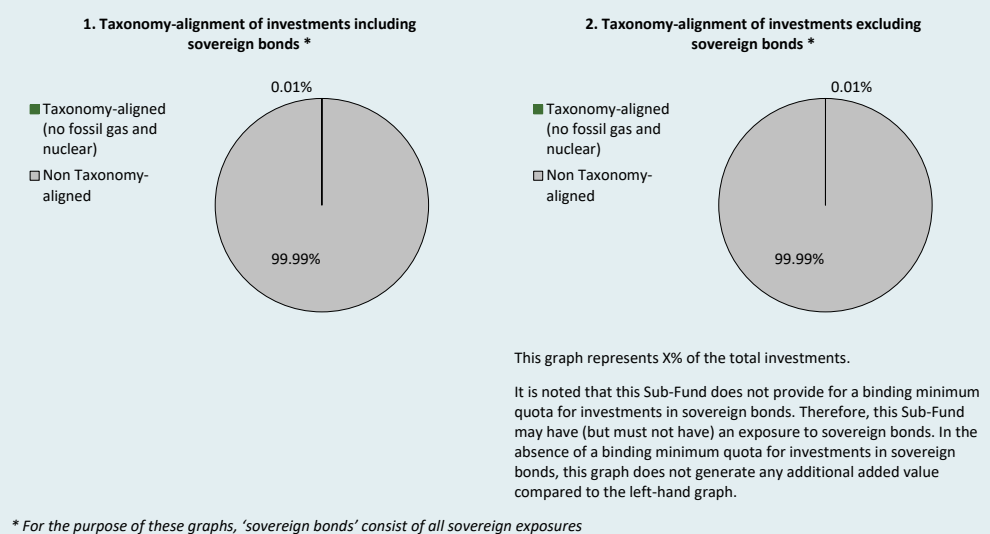 1. Taxonomy-alignment of investments including
sovereign bonds *
0.01%
Taxonomy-aligned
(no fossil gas and
nuclear)
Non Taxonomy-
aligned
99.99%
2. Taxonomy-alignment of investments excluding
sovereign bonds *
0.01%
Taxonomy-aligned
(no fossil gas and
nuclear)
Non Taxonomy-
aligned
99.99%
This graph represents X% of the total investments.
It is noted that this Sub-Fund does not provide for a binding minimum
quota for investments in sovereign bonds. Therefore, this Sub-Fund
may have (but must not have) an exposure to sovereign bonds. In the
absence of a binding minimum quota for investments in sovereign
bonds, this graph does not generate any additional added value
compared to the left-hand graph.
* For the purpose of these graphs, ‘sovereign bonds’ consist of all sovereign exposures